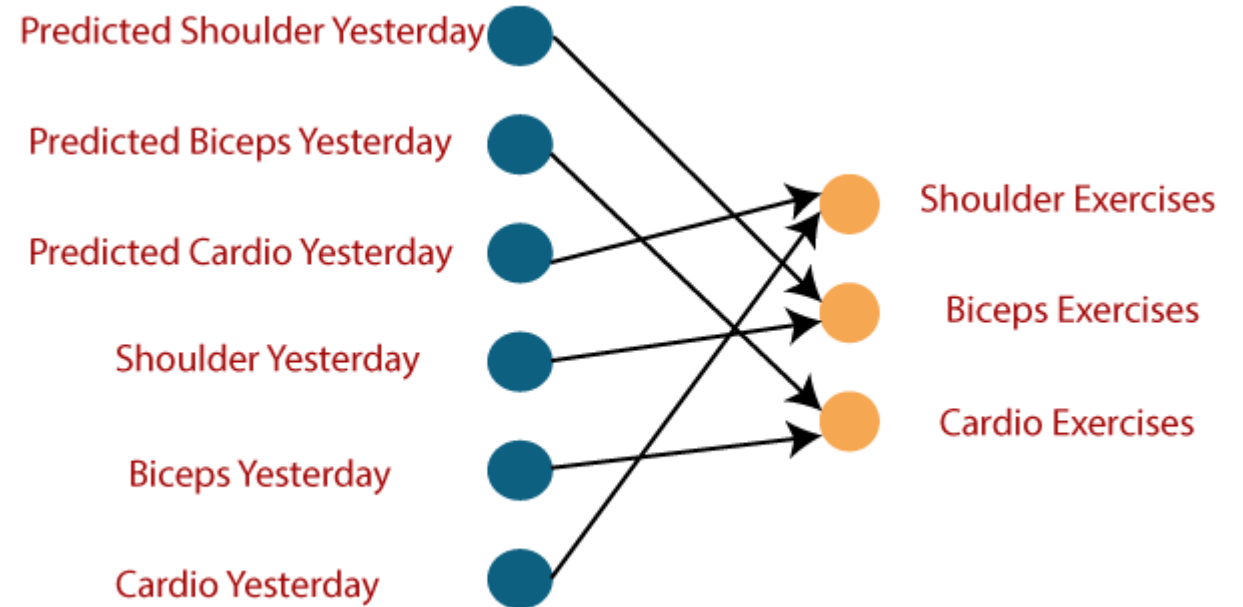 Predicted Shoulder Yesterday
Predicted Biceps Yesterday
Predicted Cardio Yesterday
Shoulder Yesterday
Biceps Yesterday
Cardio Yesterday
Shoulder Exercises
Biceps Exercises
Cardio Exercises